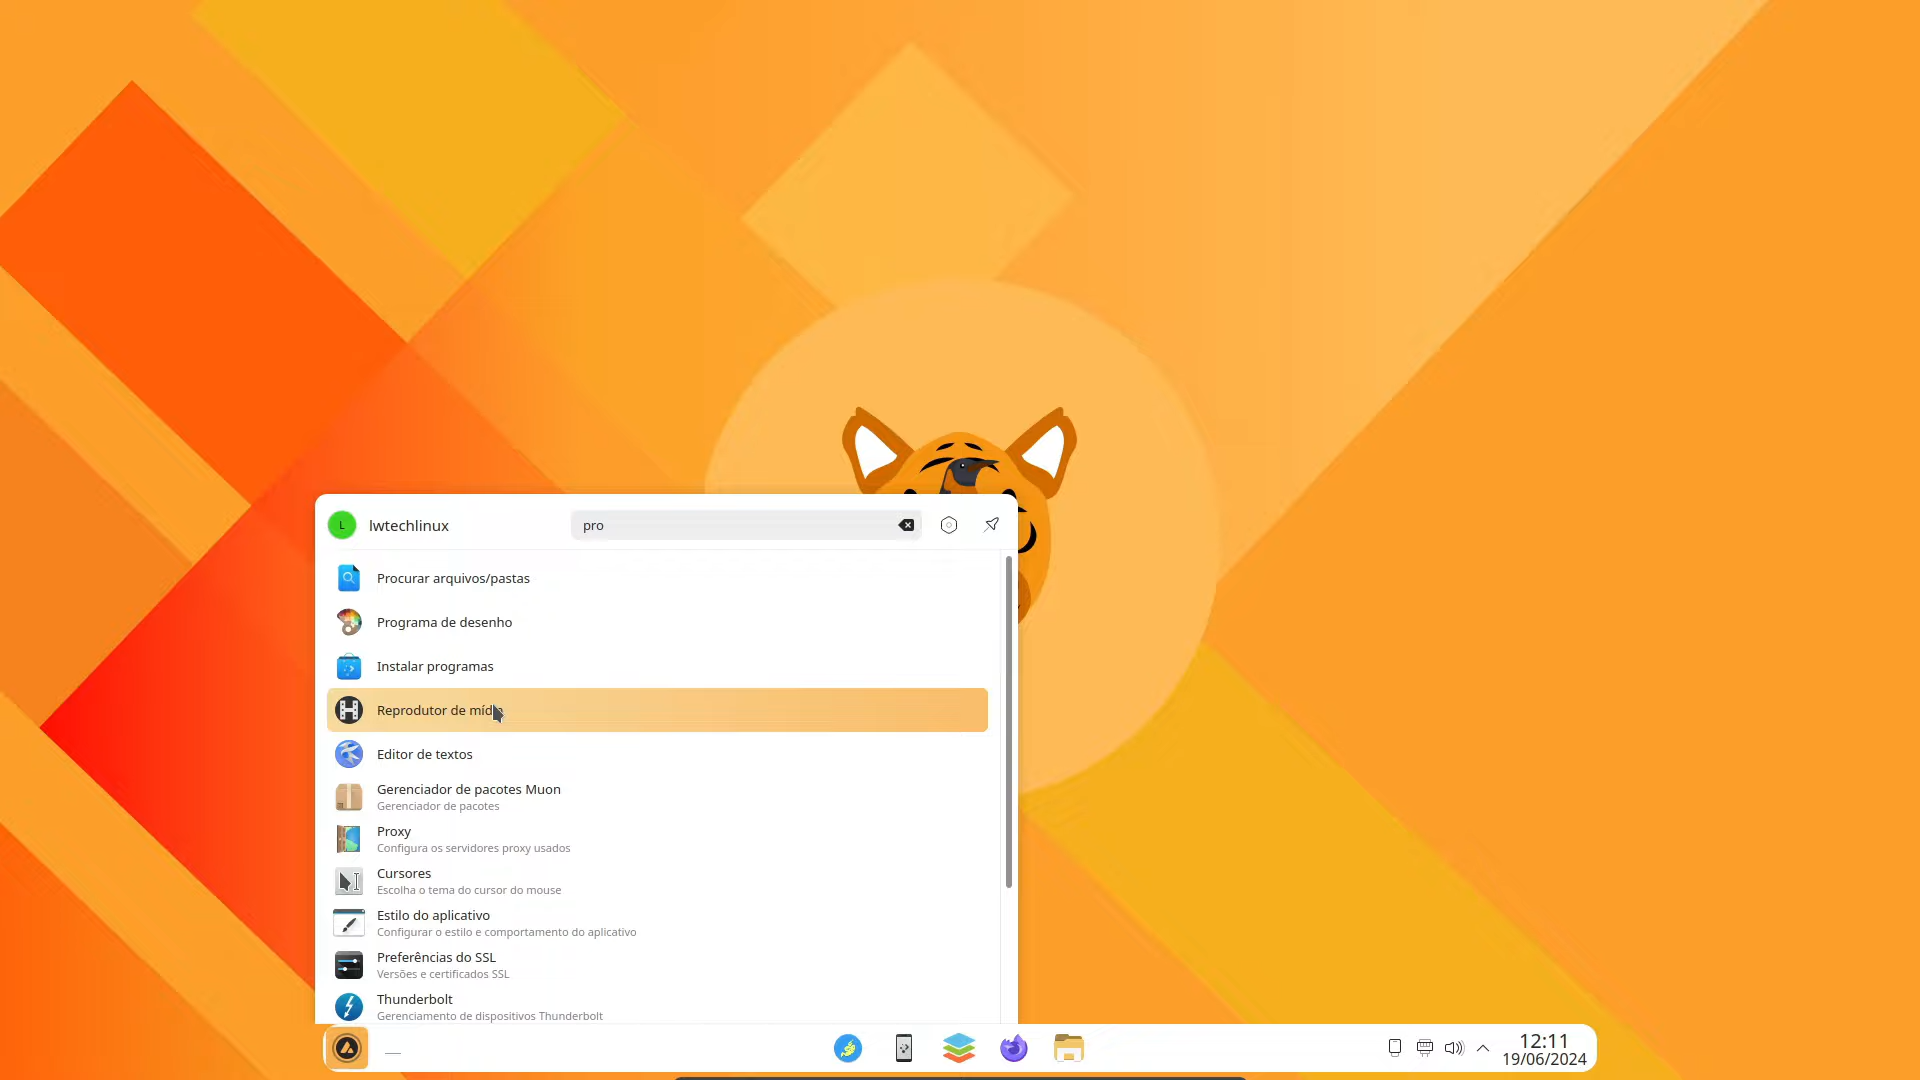 L
lwtechlinux
pro
Procurar arquivos/pastas
Programa de desenho
Instalar programas
Reprodutor de mídia
Editor de textos
Gerenciador de pacotes Muon
Gerenciador de pacotes
Proxy
Configura os servidores proxy usados
Cursores
Escolha o tema do cursor do mouse
Estilo do aplicativo
Configurar o estilo e comportamento do aplicativo
Preferências do SSL
Versões e certificados SSL
Thunderbolt
Gerenciamento de dispositivos Thunderbolt
12:11
19/06/2024